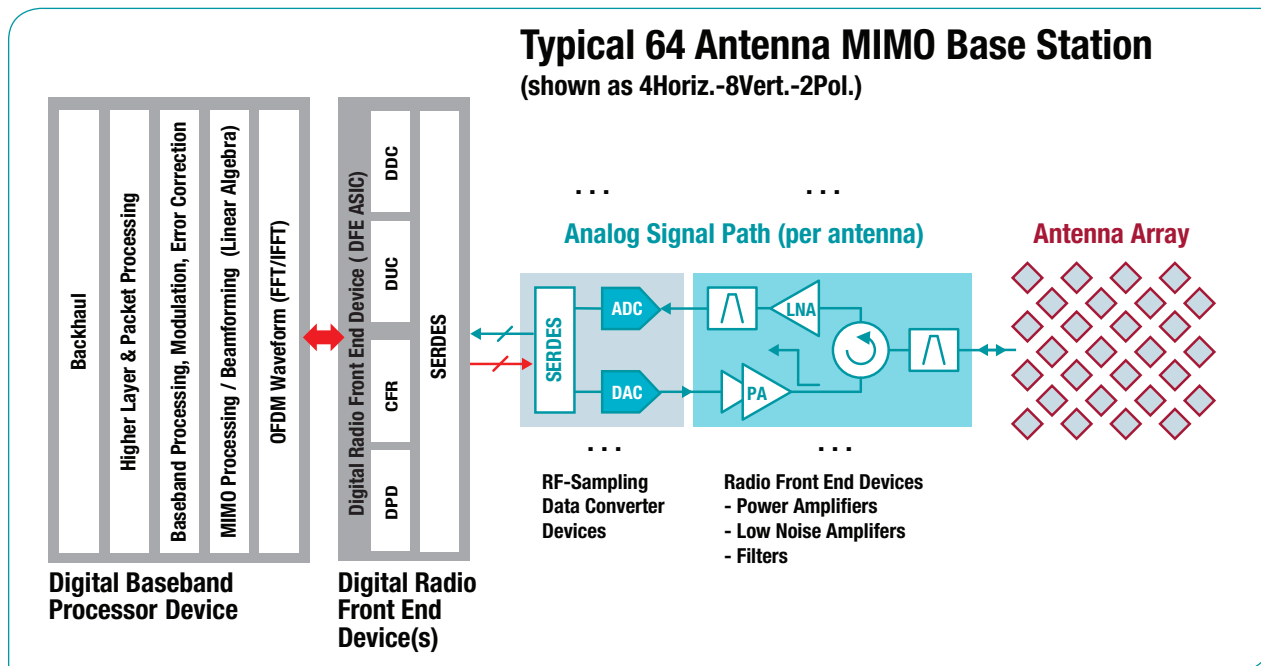 Typical 64 Antenna MIMO Base Station
(shown as 4Horiz.-8Vert.-2Pol.)
Backhaul
Higher Layer & Packet Processing
Baseband Processing, Modulation, Error Correction
MIMO Processing / Beamforming (Linear Algebra)
OFDM Waveform (FFT/IFFT)
Digital Baseband
Processor Device
Digital Radio Front End Device ( DFE ASIC)
DDC
DUC
CFR
DPD
SERDES
Digital Radio
Front End
Device(s)
. . .
. . .
Analog Signal Path (per antenna)
SERDES
ADC
DAC
LNA
PA
. . .
. . .
RF-Sampling
Data Converter
Devices
Radio Front End Devices
- Power Amplifiers
- Low Noise Amplifers
- Filters
Antenna Array